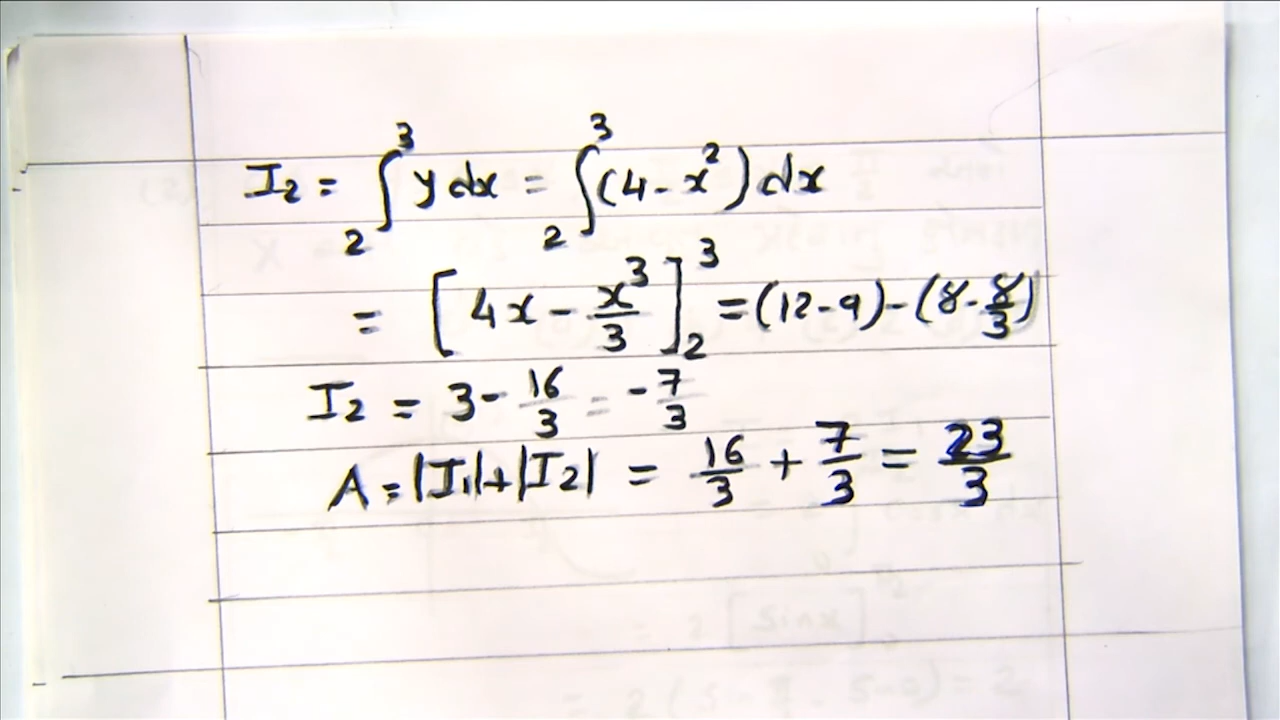 I₂ = ∫₂³ y dx = ∫₂³ (4 - x²) dx
= [4x - x³/3]₂³ = (12 - 9) - (8 - 8/3)
I₂ = 3 - 16/3 = -7/3
A = |I₁| + |I₂| = 16/3 + 7/3 = 23/3